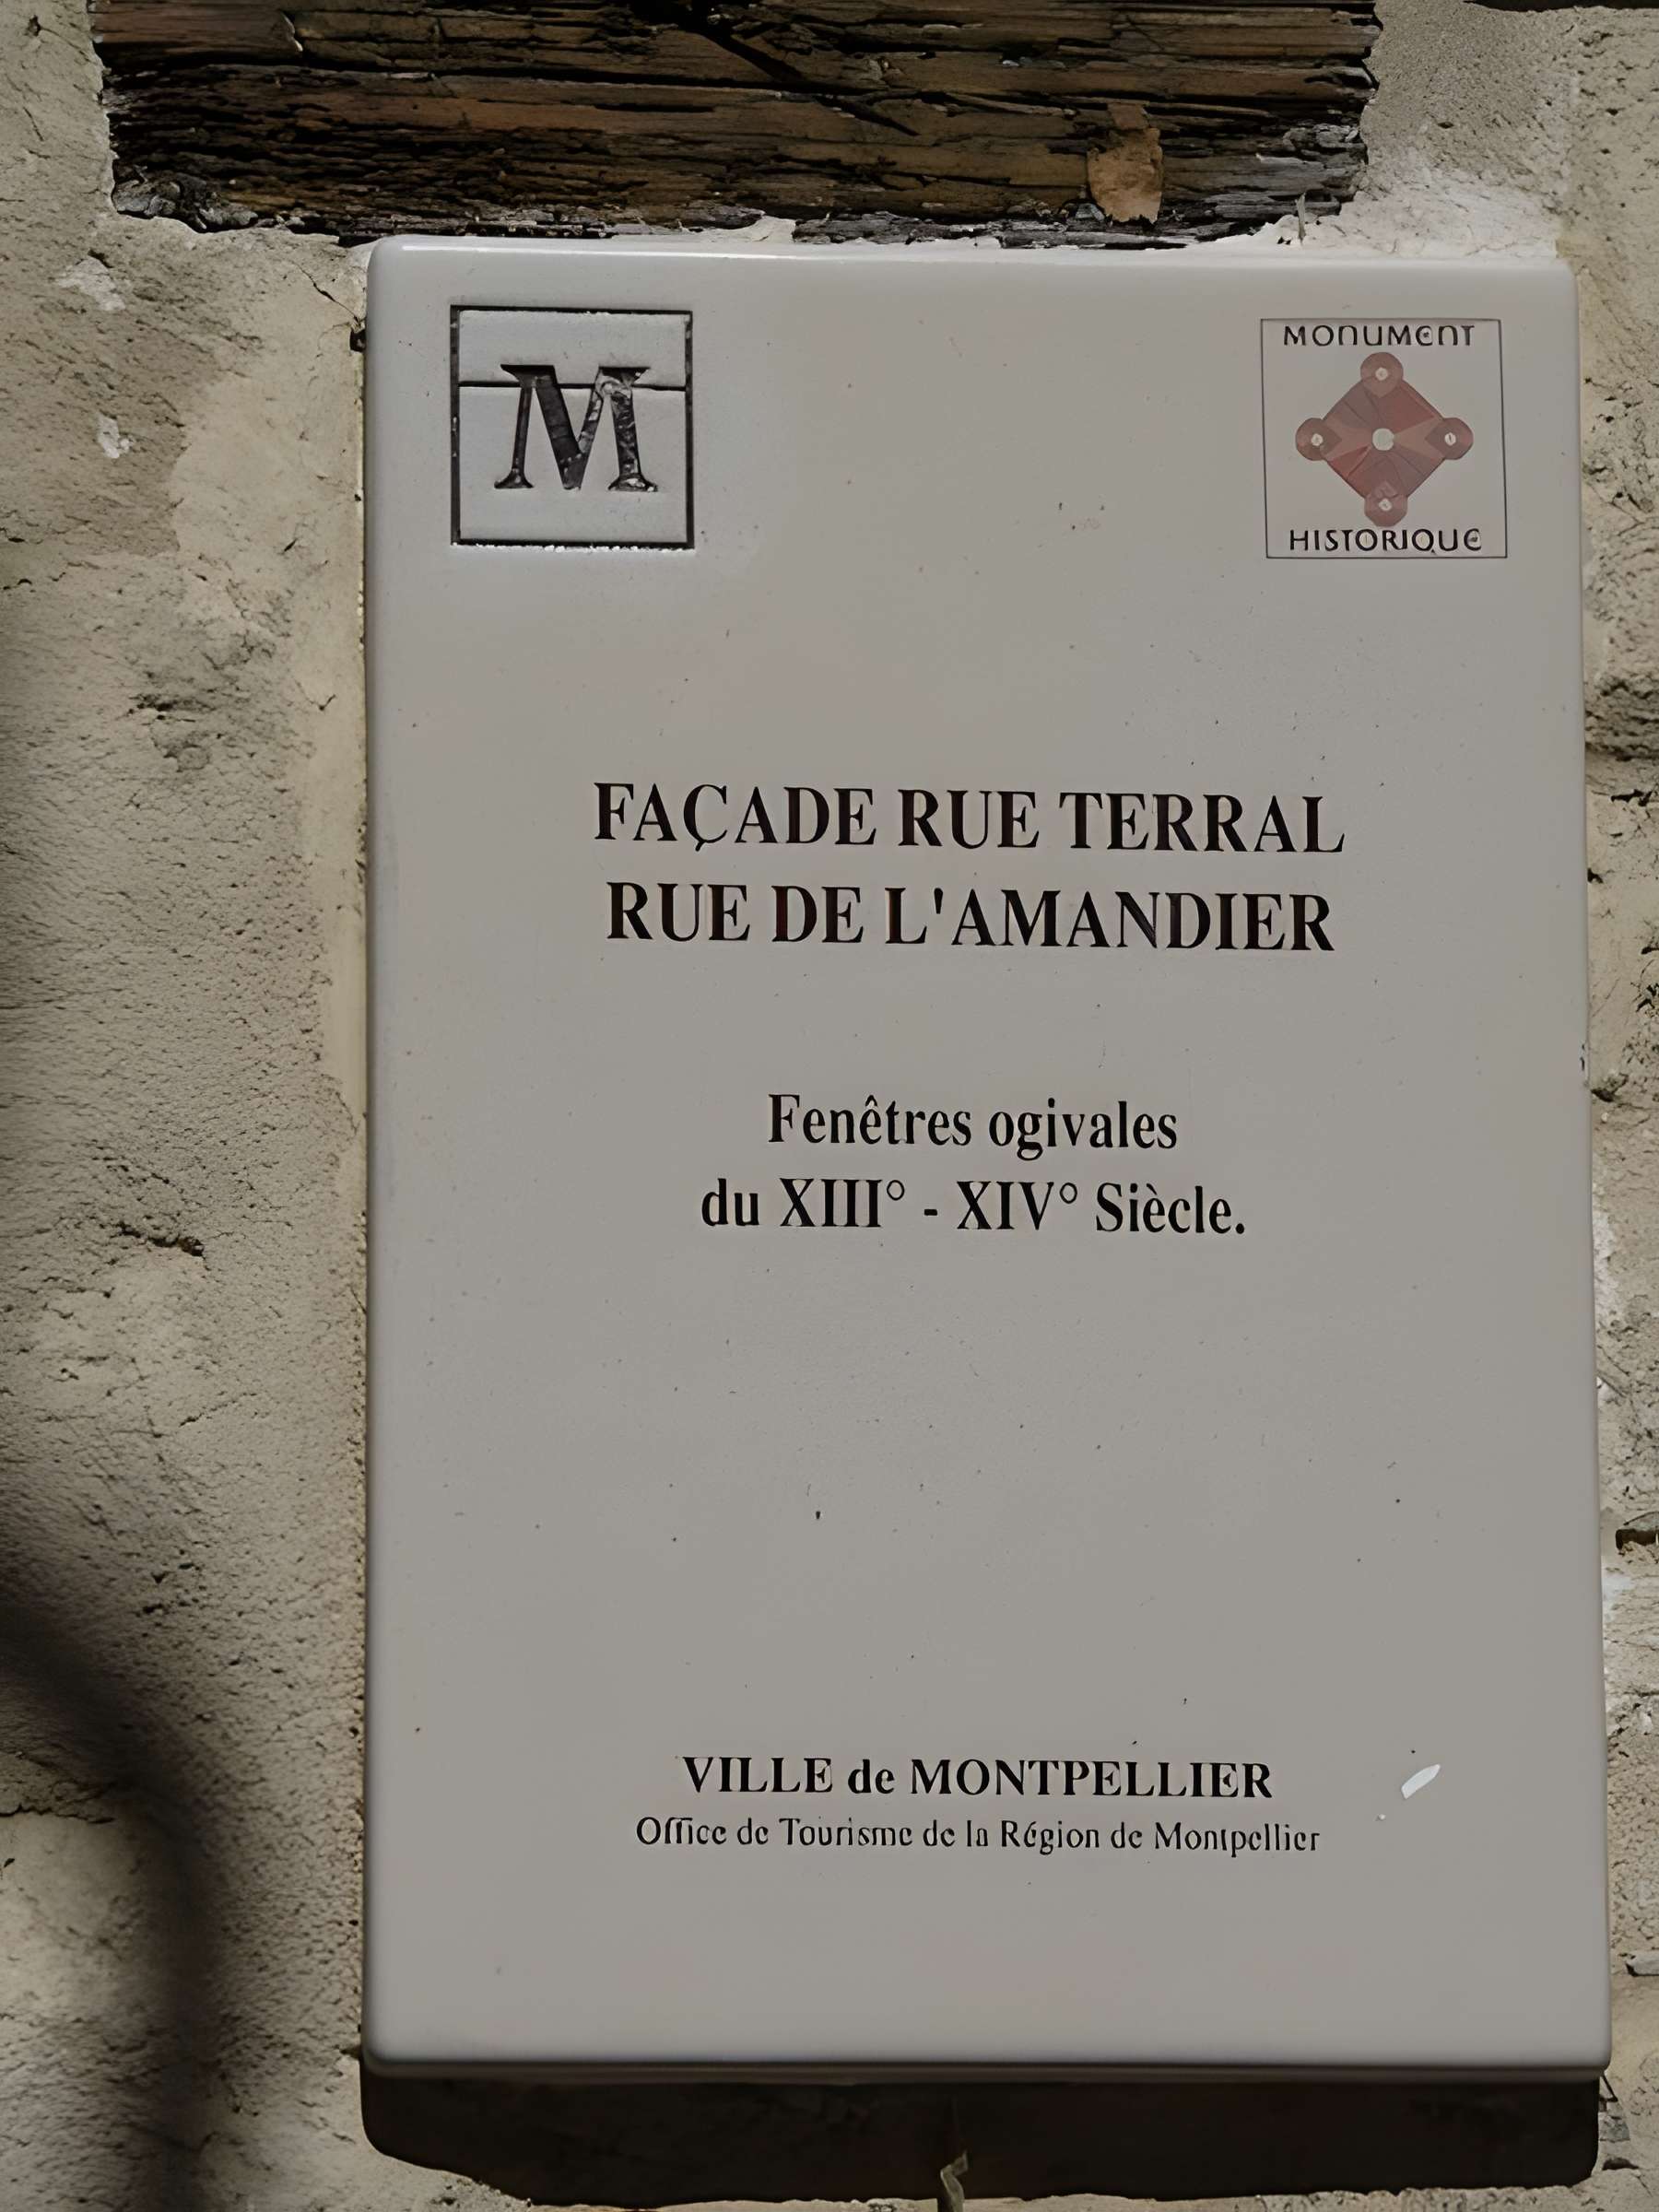 M
MONUMENT
HISTORIQUE
FAÇADE RUE TERRAL
RUE DE L'AMANDIER
Fenêtres ogivales
du XIII° - XIV° Siècle.
VILLE de MONTPELLIER
Office de Tourisme de la Région de Montpellier